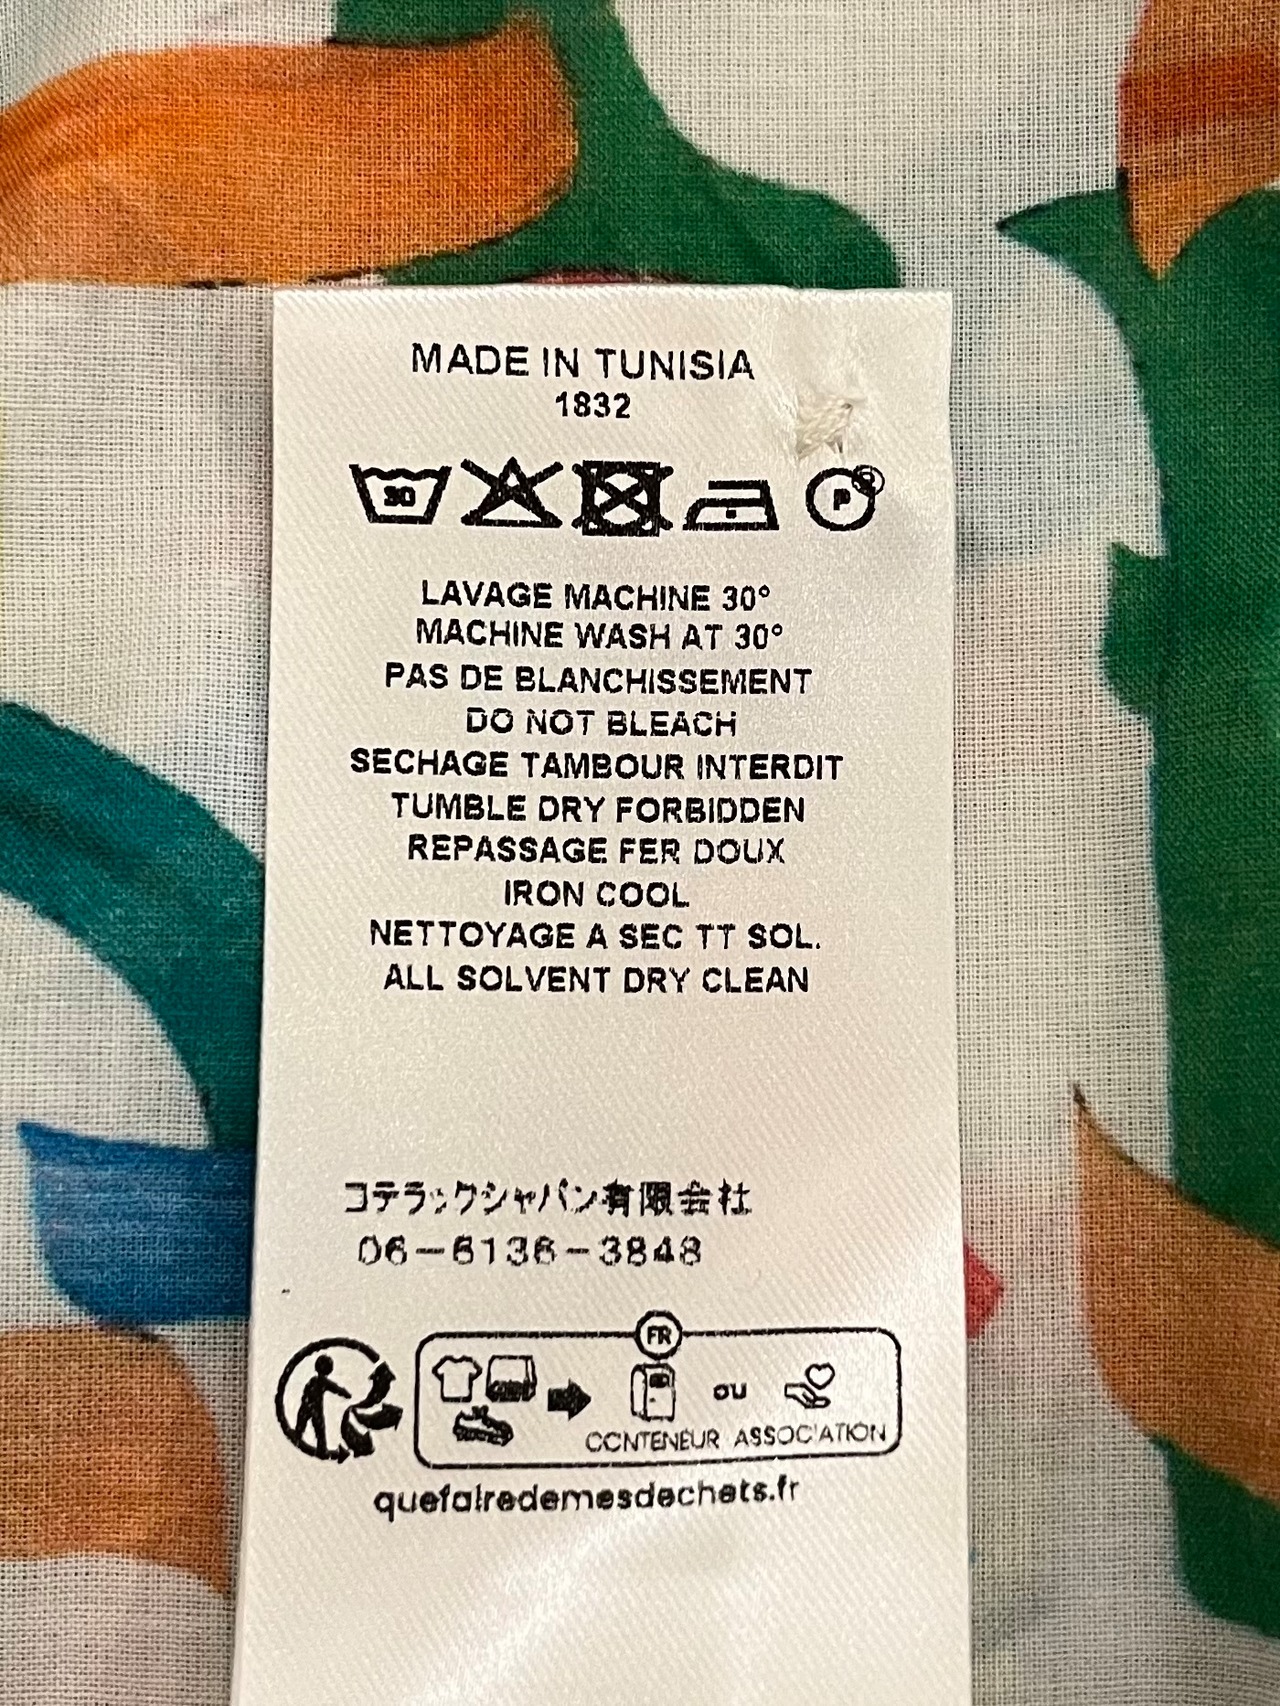 MADE IN TUNISIA
1832
30
P
LAVAGE MACHINE 30°
MACHINE WASH AT 30°
PAS DE BLANCHISSEMENT
DO NOT BLEACH
SECHAGE TAMBOUR INTERDIT
TUMBLE DRY FORBIDDEN
REPASSAGE FER DOUX
IRON COOL
NETTOYAGE A SEC TT SOL.
ALL SOLVENT DRY CLEAN
コテラックジャパン有限会社
06-6136-3848
FR
OU
CONTENEUR ASSOCIATION
quefairedemesdechets.fr